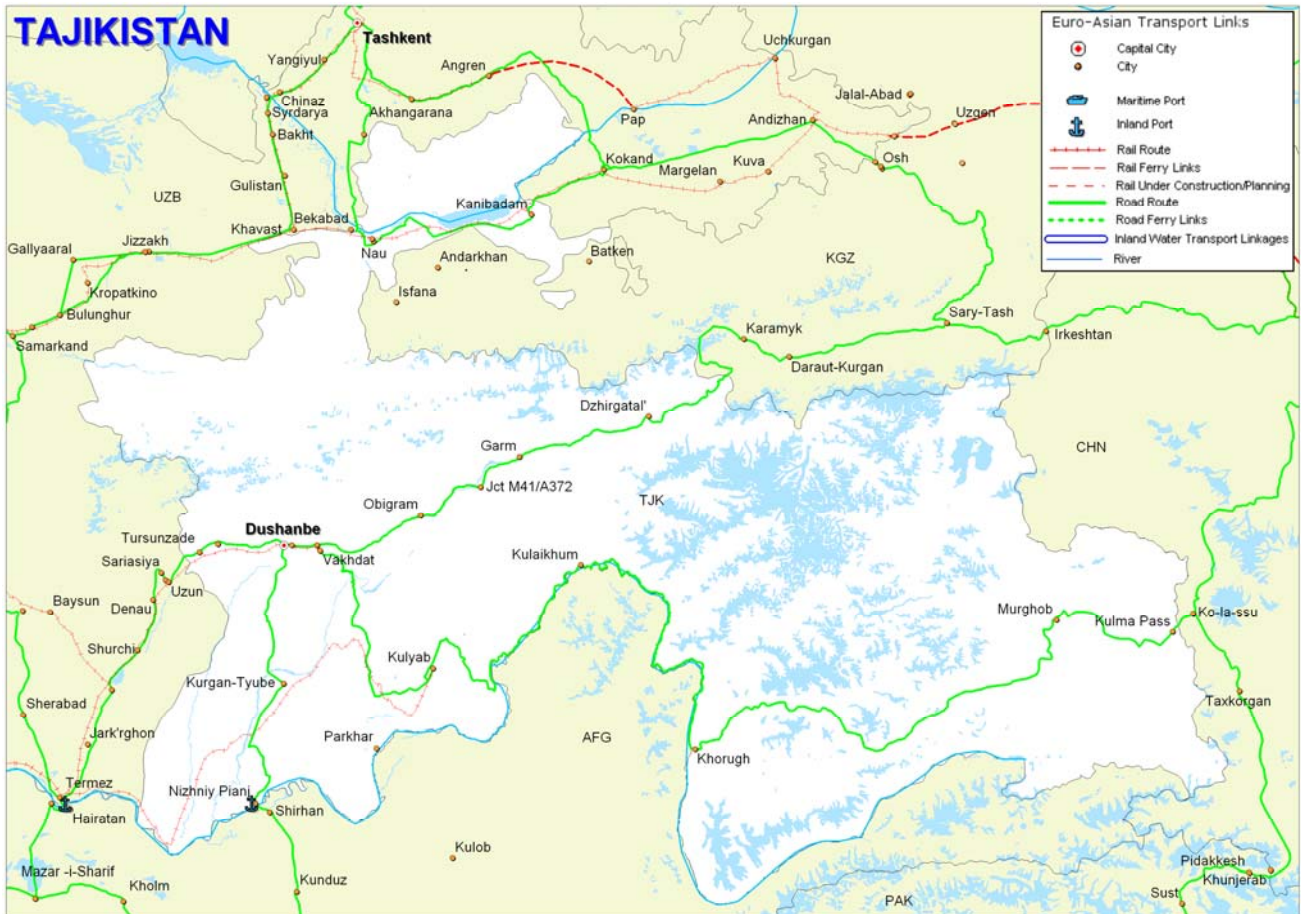 TAJIKISTAN
Euro-Asian Transport Links
Capital City
City
Maritime Port
Inland Port
Rail Route
Rail Ferry Links
Rail Under Construction/Planning
Road Route
Road Ferry Links
Inland Water Transport Linkages
River
Tashkent
Uchkurgan
Yangiyul
Angren
Jalal-Abad
Chinaz
Syrdarya
Akhangarana
Pap
Andizhan
Uzgen
Bakht
Kokand
Osh
Gulistan
Margelan
Kuva
UZB
Kanibadam
Khavast
Bekabad
Gallyaaral
Jizzakh
Nau
Andarkhan
Batken
KGZ
Kropatkino
Isfana
Bulunghur
Sary-Tash
Samarkand
Karamyk
Irkeshtan
Daraut-Kurgan
Dzhirgatal'
Garm
CHN
Jct M41/A372
TJK
Obigram
Dushanbe
Tursunzade
Vakhdat
Kulaikhum
Sariasiya
Uzun
Baysun
Denau
Murghob
Kulma Pass
Ko-la-ssu
Shurchi
Kulyab
Kurgan-Tyube
Sherabad
Taxkorgan
Jark'rghon
Parkhar
AFG
Khorugh
Termez
Nizhniy Pianj
Hairatan
Shirhan
Kulob
Mazar -i-Sharif
Kholm
Kunduz
Pidakkesh
Khunjerab
Sust
PAK